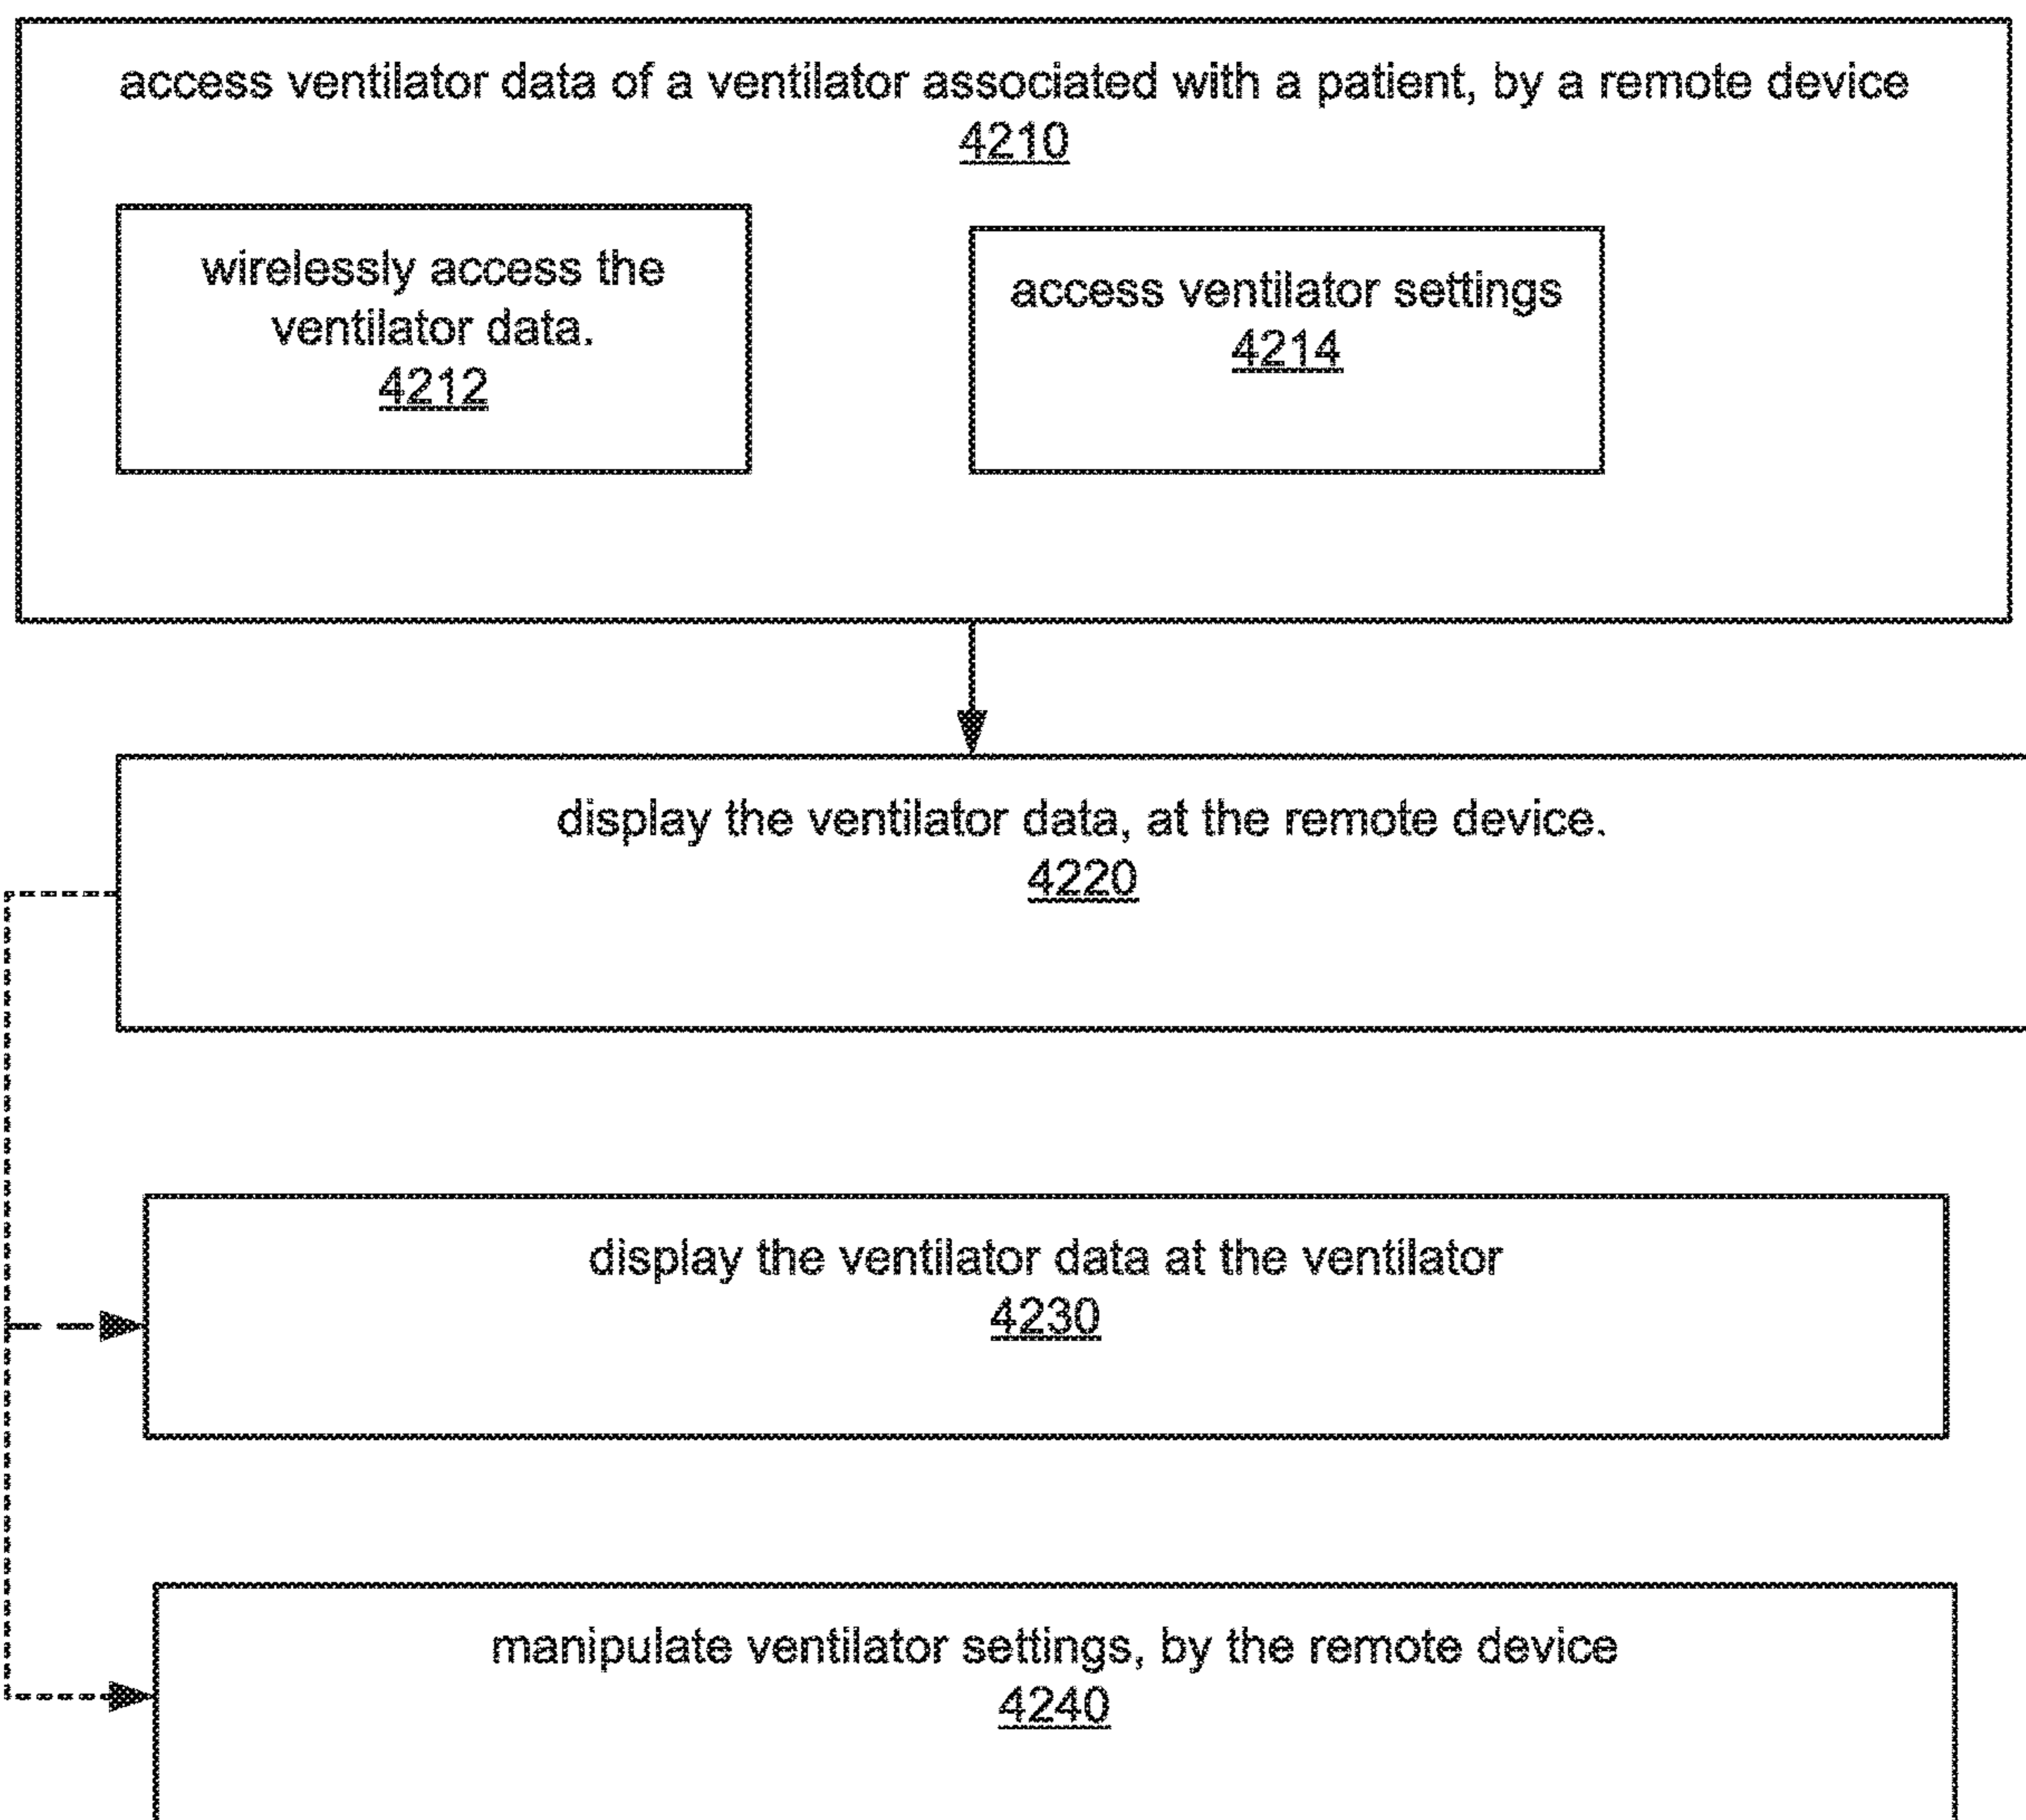 access ventilator data of a ventilator associated with a patient, by a remote device
4210
wirelessly access the
ventilator data.
4212
access ventilator settings
4214
display the ventilator data, at the remote device.
4220
display the ventilator data at the ventilator
4230
manipulate ventilator settings, by the remote device
4240